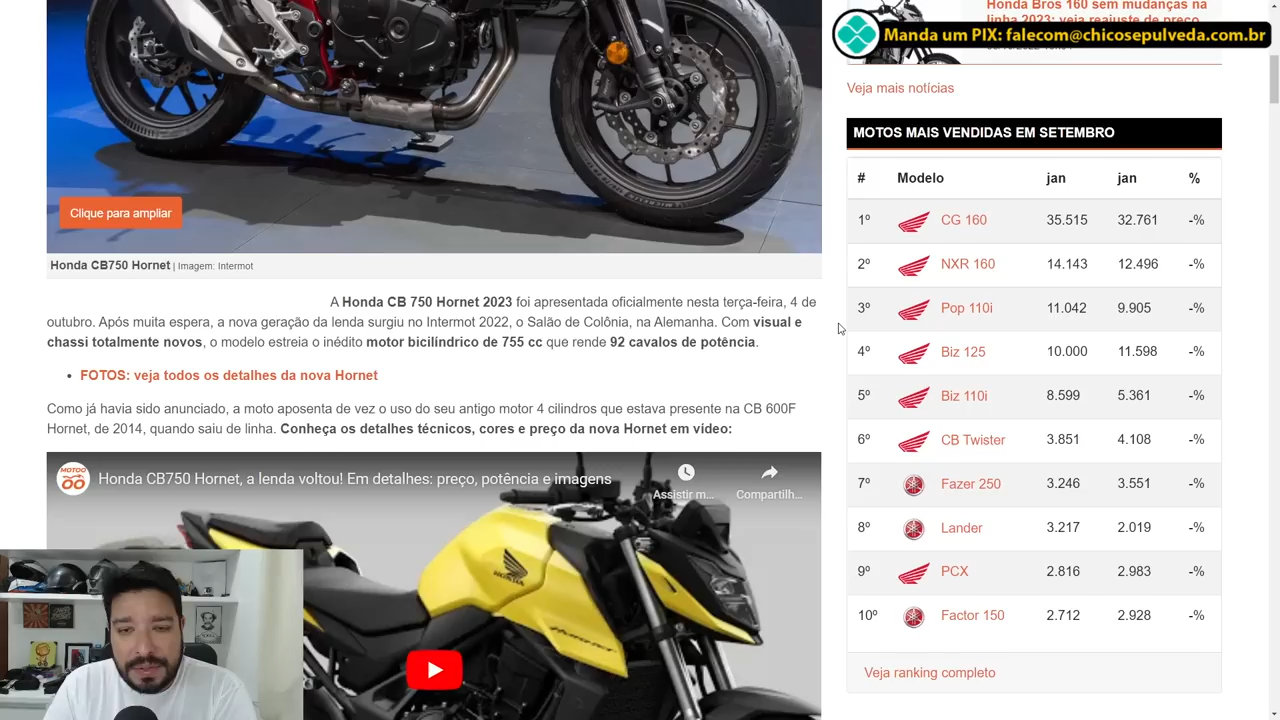 Honda Bros 160 sem mudanças na
linha 2023: veja reajuste de preço
Manda um PIX: falecom@chicosepulveda.com.br
Veja mais notícias
MOTOS MAIS VENDIDAS EM SETEMBRO
# Modelo jan jan %
1º CG 160 35.515 32.761 -%
2º NXR 160 14.143 12.496 -%
3º Pop 110i 11.042 9.905 -%
4º Biz 125 10.000 11.598 -%
5º Biz 110i 8.599 5.361 -%
6º CB Twister 3.851 4.108 -%
7º Fazer 250 3.246 3.551 -%
8º Lander 3.217 2.019 -%
9º PCX 2.816 2.983 -%
10º Factor 150 2.712 2.928 -%
Veja ranking completo
Clique para ampliar
Honda CB750 Hornet | Imagem: Intermot
A Honda CB 750 Hornet 2023 foi apresentada oficialmente nesta terça-feira, 4 de
outubro. Após muita espera, a nova geração da lenda surgiu no Intermot 2022, o Salão de Colônia, na Alemanha. Com visual e
chassi totalmente novos, o modelo estreia o inédito motor bicilíndrico de 755 cc que rende 92 cavalos de potência.
• FOTOS: veja todos os detalhes da nova Hornet
Como já havia sido anunciado, a moto aposenta de vez o uso do seu antigo motor 4 cilindros que estava presente na CB 600F
Hornet, de 2014, quando saiu de linha. Conheça os detalhes técnicos, cores e preço da nova Hornet em vídeo:
MOTOO
Honda CB750 Hornet, a lenda voltou! Em detalhes: preço, potência e imagens
Assistir m...
Compartilh...
HONDA
Hornet